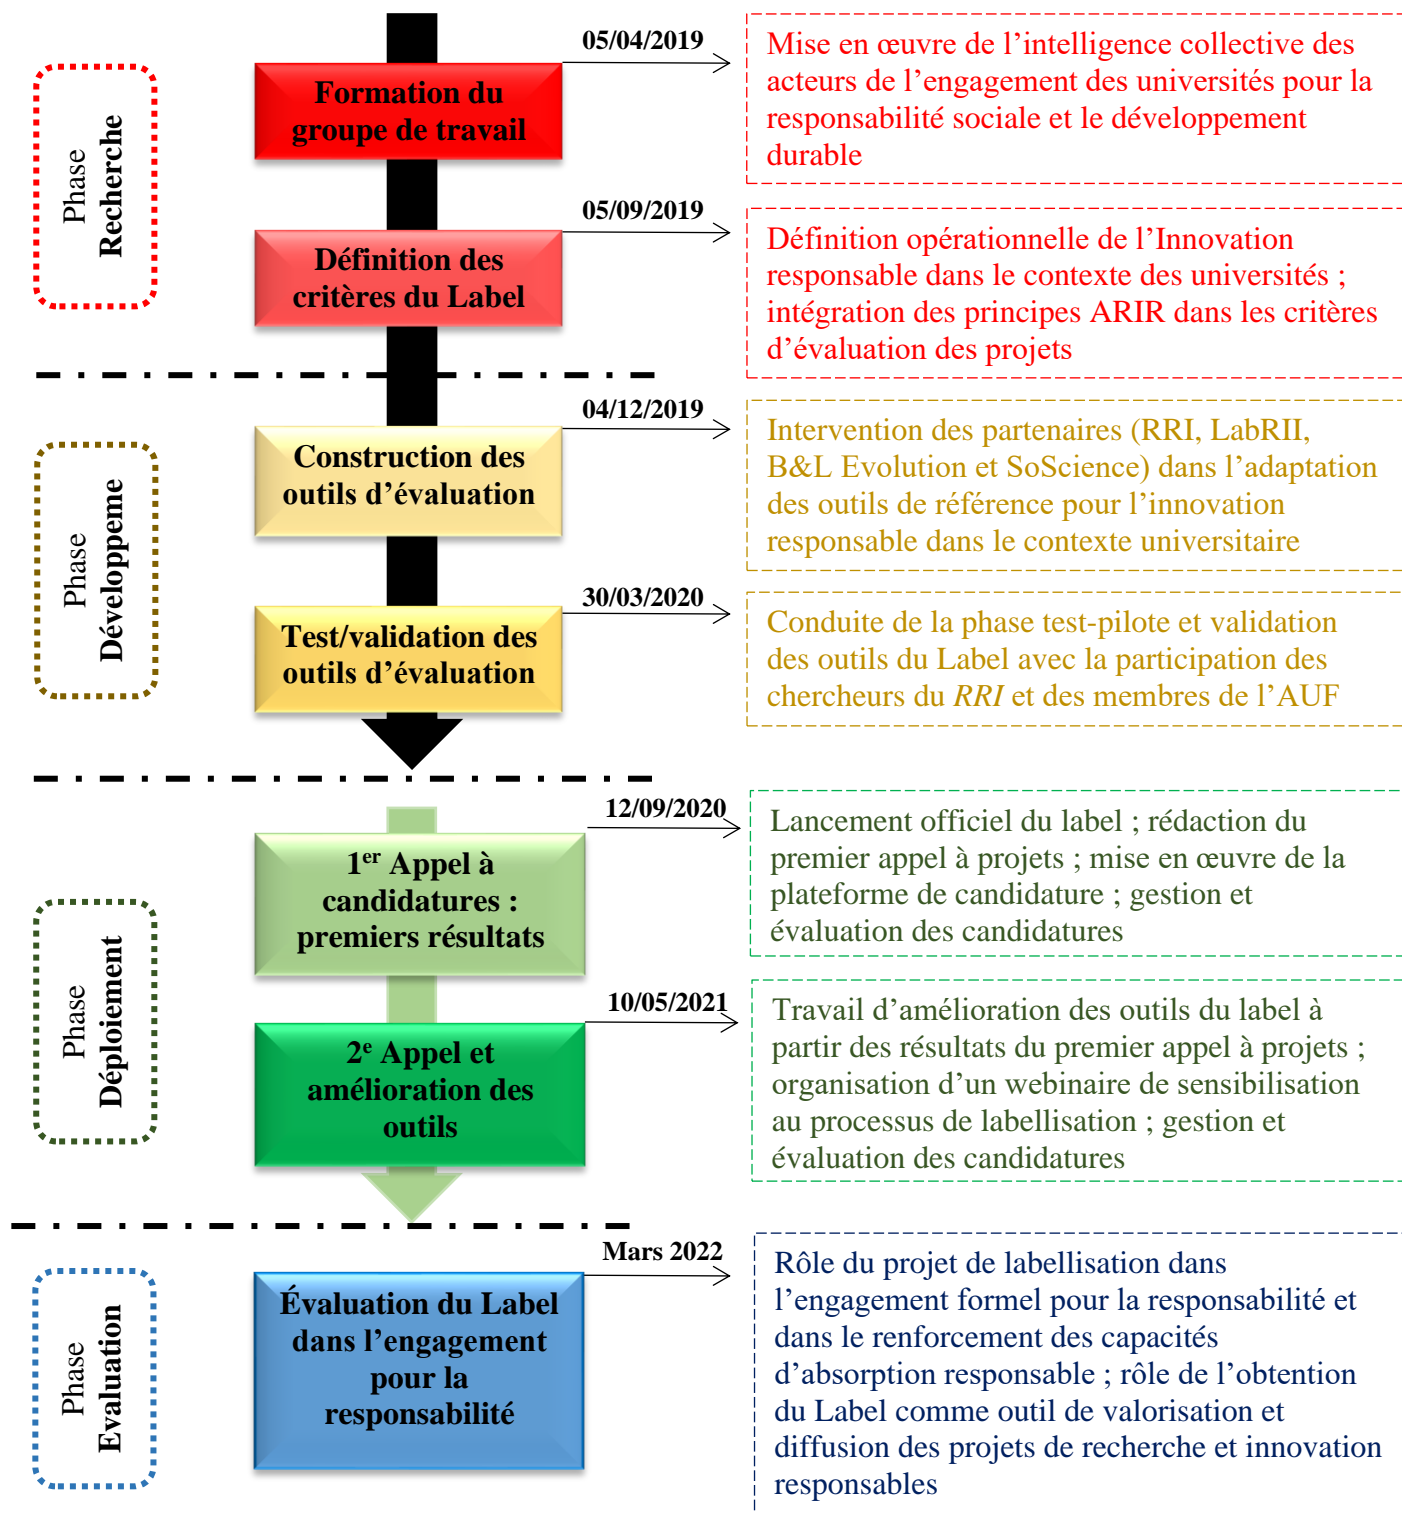 Phase
Recherche
05/04/2019
Formation du
groupe de travail
Mise en œuvre de l’intelligence collective des
acteurs de l’engagement des universités pour la
responsabilité sociale et le développement
durable
05/09/2019
Définition des
critères du Label
Définition opérationnelle de l’Innovation
responsable dans le contexte des universités ;
intégration des principes ARIR dans les critères
d’évaluation des projets
Phase
Développeme
04/12/2019
Construction des
outils d’évaluation
Intervention des partenaires (RRI, LabRII,
B&L Evolution et SoScience) dans l’adaptation
des outils de référence pour l’innovation
responsable dans le contexte universitaire
30/03/2020
Test/validation des
outils d’évaluation
Conduite de la phase test-pilote et validation
des outils du Label avec la participation des
chercheurs du RRI et des membres de l’AUF
Phase
Déploiement
12/09/2020
1er Appel à
candidatures :
premiers résultats
Lancement officiel du label ; rédaction du
premier appel à projets ; mise en œuvre de la
plateforme de candidature ; gestion et
évaluation des candidatures
10/05/2021
2e Appel et
amélioration des
outils
Travail d’amélioration des outils du label à
partir des résultats du premier appel à projets ;
organisation d’un webinaire de sensibilisation
au processus de labellisation ; gestion et
évaluation des candidatures
Phase
Evaluation
Mars 2022
Évaluation du Label
dans l’engagement
pour la
responsabilité
Rôle du projet de labellisation dans
l’engagement formel pour la responsabilité et
dans le renforcement des capacités
d’absorption responsable ; rôle de l’obtention
du Label comme outil de valorisation et
diffusion des projets de recherche et innovation
responsables